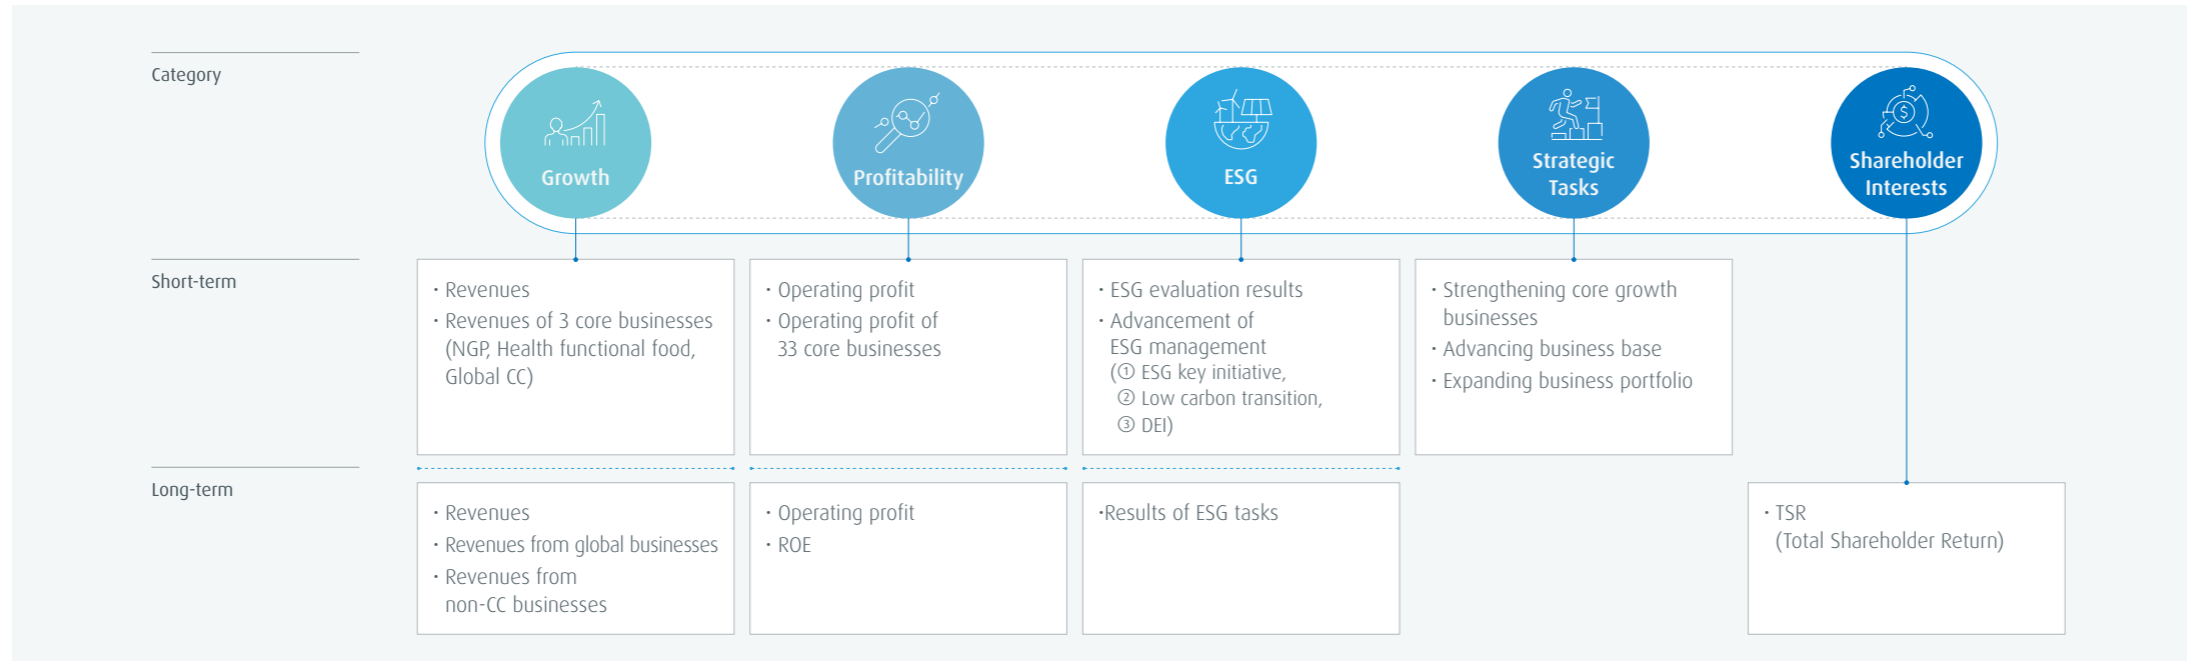 Category
Growth
Profitability
ESG
Strategic
Tasks
Shareholder
Interests
Short-term
· Revenues
· Revenues of 3 core businesses
(NGP, Health functional food,
Global CC)
· Operating profit
· Operating profit of
33 core businesses
· ESG evaluation results
· Advancement of
ESG management
(① ESG key initiative,
② Low carbon transition,
③ DEI)
· Strengthening core growth
businesses
· Advancing business base
· Expanding business portfolio
Long-term
· Revenues
· Revenues from global businesses
· Revenues from
non-CC businesses
· Operating profit
· ROE
·Results of ESG tasks
· TSR
(Total Shareholder Return)